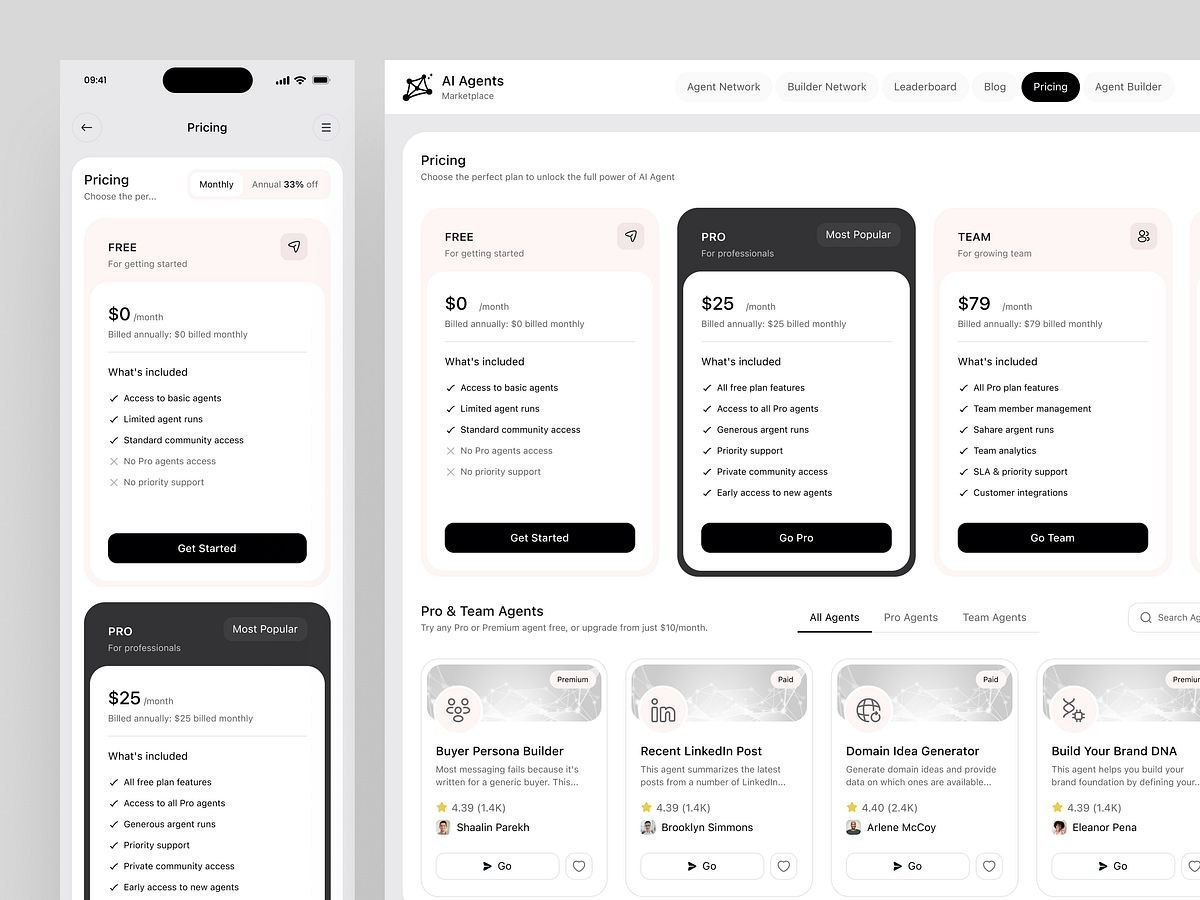 09:41
Pricing
Pricing
Choose the per...
Monthly
Annual 33% off
FREE
For getting started
$0 /month
Billed annually: $0 billed monthly
What's included
Access to basic agents
Limited agent runs
Standard community access
No Pro agents access
No priority support
Get Started
PRO
For professionals
Most Popular
$25 /month
Billed annually: $25 billed monthly
What's included
All free plan features
Access to all Pro agents
Generous argent runs
Priority support
Private community access
Early access to new agents
AI Agents
Marketplace
Agent Network
Builder Network
Leaderboard
Blog
Pricing
Agent Builder
Pricing
Choose the perfect plan to unlock the full power of AI Agent
FREE
For getting started
$0 /month
Billed annually: $0 billed monthly
What's included
Access to basic agents
Limited agent runs
Standard community access
No Pro agents access
No priority support
Get Started
PRO
For professionals
Most Popular
$25 /month
Billed annually: $25 billed monthly
What's included
All free plan features
Access to all Pro agents
Generous argent runs
Priority support
Private community access
Early access to new agents
Go Pro
TEAM
For growing team
$79 /month
Billed annually: $79 billed monthly
What's included
All Pro plan features
Team member management
Sahare argent runs
Team analytics
SLA & priority support
Customer integrations
Go Team
Pro & Team Agents
Try any Pro or Premium agent free, or upgrade from just $10/month.
All Agents
Pro Agents
Team Agents
Search Ag
Premium
Buyer Persona Builder
Most messaging fails because it's
written for a generic buyer. This...
4.39 (1.4K)
Shaalin Parekh
Go
Paid
in
Recent LinkedIn Post
This agent summarizes the latest
posts from a number of LinkedIn...
4.39 (1.4K)
Brooklyn Simmons
Go
Paid
Domain Idea Generator
Generate domain ideas and provide
data on which ones are available...
4.40 (2.4K)
Arlene McCoy
Go
Premiur
Build Your Brand DNA
This agent helps you build your
brand foundation by defining your...
4.39 (1.4K)
Eleanor Pena
Go